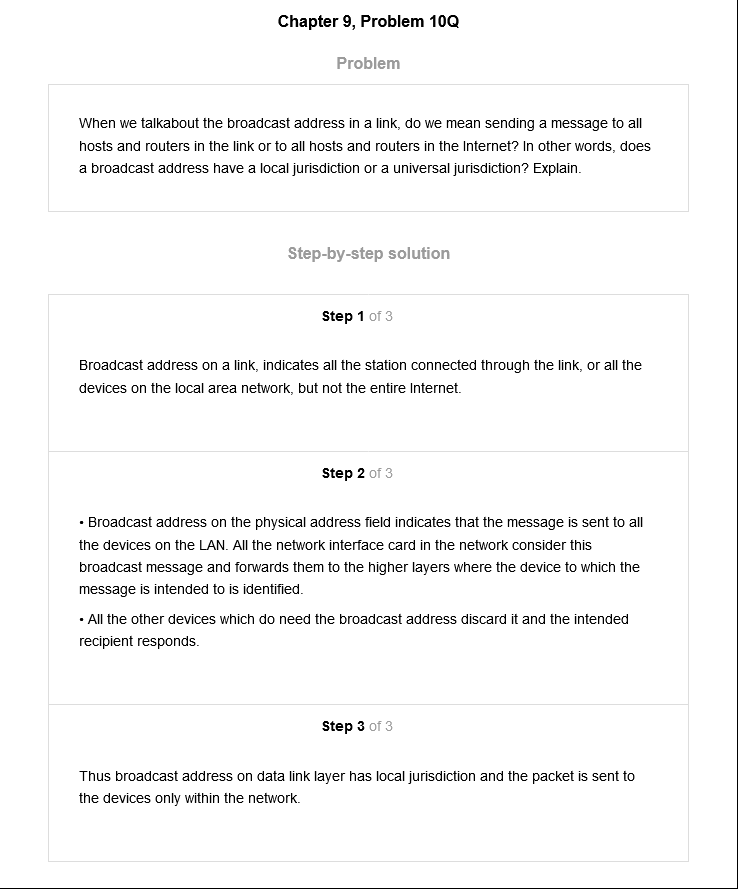 Chapter 9, Problem 10Q
Problem
When we talkabout the broadcast address in a link, do we mean sending a message to all
hosts and routers in the link or to all hosts and routers in the Internet? In other words, does
a broadcast address have a local jurisdiction or a universal jurisdiction? Explain.
Step-by-step solution
Step 1 of 3
Broadcast address on a link, indicates all the station connected through the link, or all the
devices on the local area network, but not the entire Internet.
Step 2 of 3
• Broadcast address on the physical address field indicates that the message is sent to all
the devices on the LAN. All the network interface card in the network consider this
broadcast message and forwards them to the higher layers where the device to which the
message is intended to is identified.
• All the other devices which do need the broadcast address discard it and the intended
recipient responds.
Step 3 of 3
Thus broadcast address on data link layer has local jurisdiction and the packet is sent to
the devices only within the network.